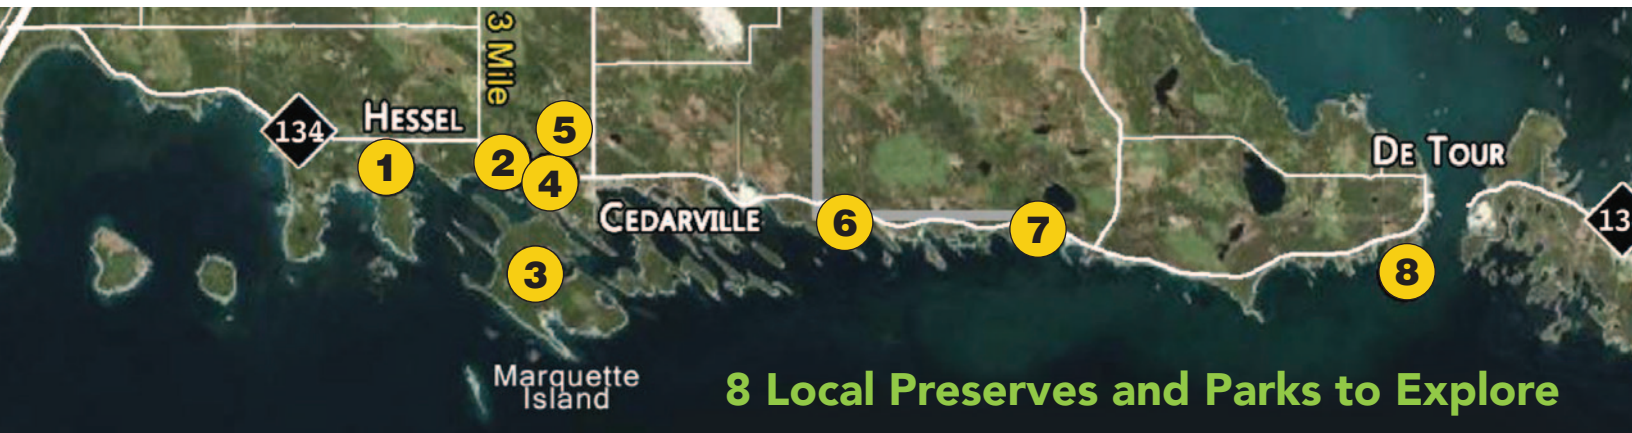 3 Mile
HESSEL
134
5
1
2
4
DE TOUR
CEDARVILLE
6
7
13
3
8
Marquette
Island
8 Local Preserves and Parks to Explore